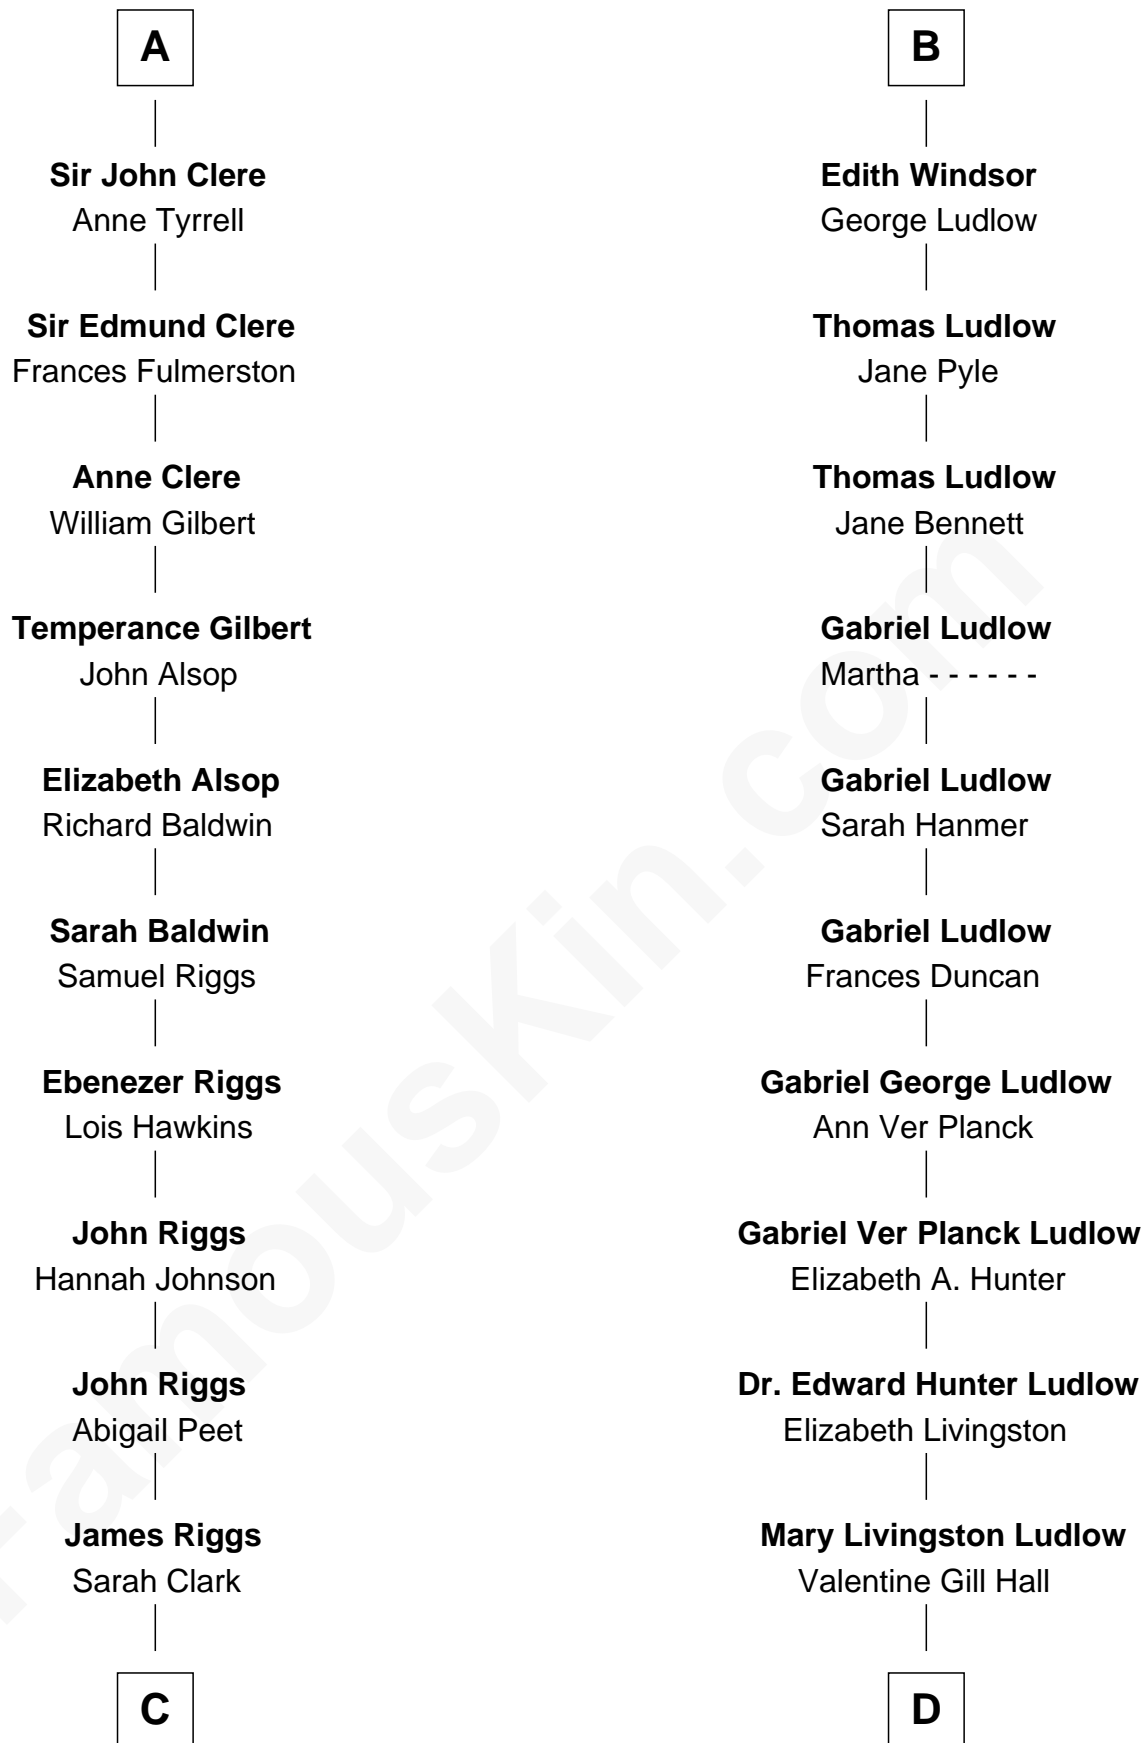 A
Sir John Clere
Anne Tyrrell
Sir Edmund Clere
Frances Fulmerston
Anne Clere
William Gilbert
Temperance Gilbert
John Alsop
Elizabeth Alsop
Richard Baldwin
Sarah Baldwin
Samuel Riggs
Ebenezer Riggs
Lois Hawkins
John Riggs
Hannah Johnson
John Riggs
Abigail Peet
James Riggs
Sarah Clark
C
B
Edith Windsor
George Ludlow
Thomas Ludlow
Jane Pyle
Thomas Ludlow
Jane Bennett
Gabriel Ludlow
Martha - - - - - -
Gabriel Ludlow
Sarah Hanmer
Gabriel Ludlow
Frances Duncan
Gabriel George Ludlow
Ann Ver Planck
Gabriel Ver Planck Ludlow
Elizabeth A. Hunter
Dr. Edward Hunter Ludlow
Elizabeth Livingston
Mary Livingston Ludlow
Valentine Gill Hall
D
FamousKin.com